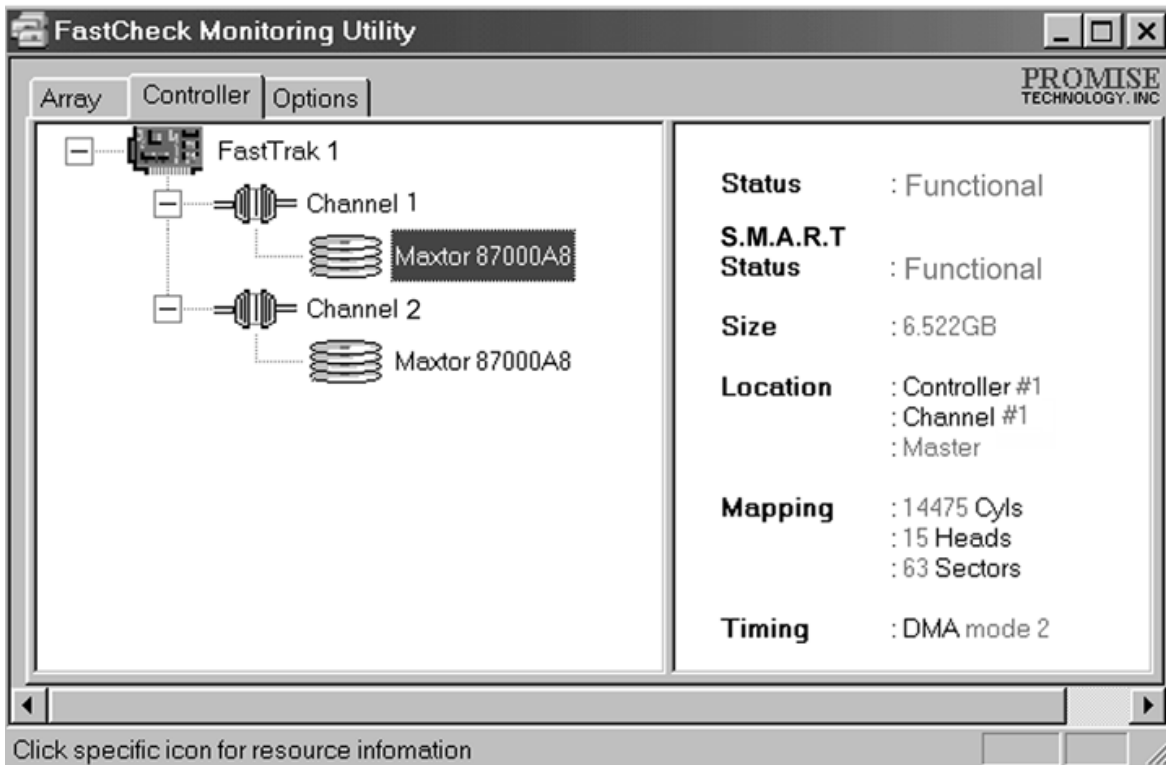 FastCheck Monitoring Utility
PROMISE
TECHNOLOGY. INC
Array Controller Options
FastTrak 1
Channel 1
Maxtor 87000A8
Channel 2
Maxtor 87000A8
Status : Functional
S.M.A.R.T
Status : Functional
Size : 6.522GB
Location : Controller #1
: Channel #1
: Master
Mapping : 14475 Cyls
: 15 Heads
: 63 Sectors
Timing : DMA mode 2
Click specific icon for resource infomation